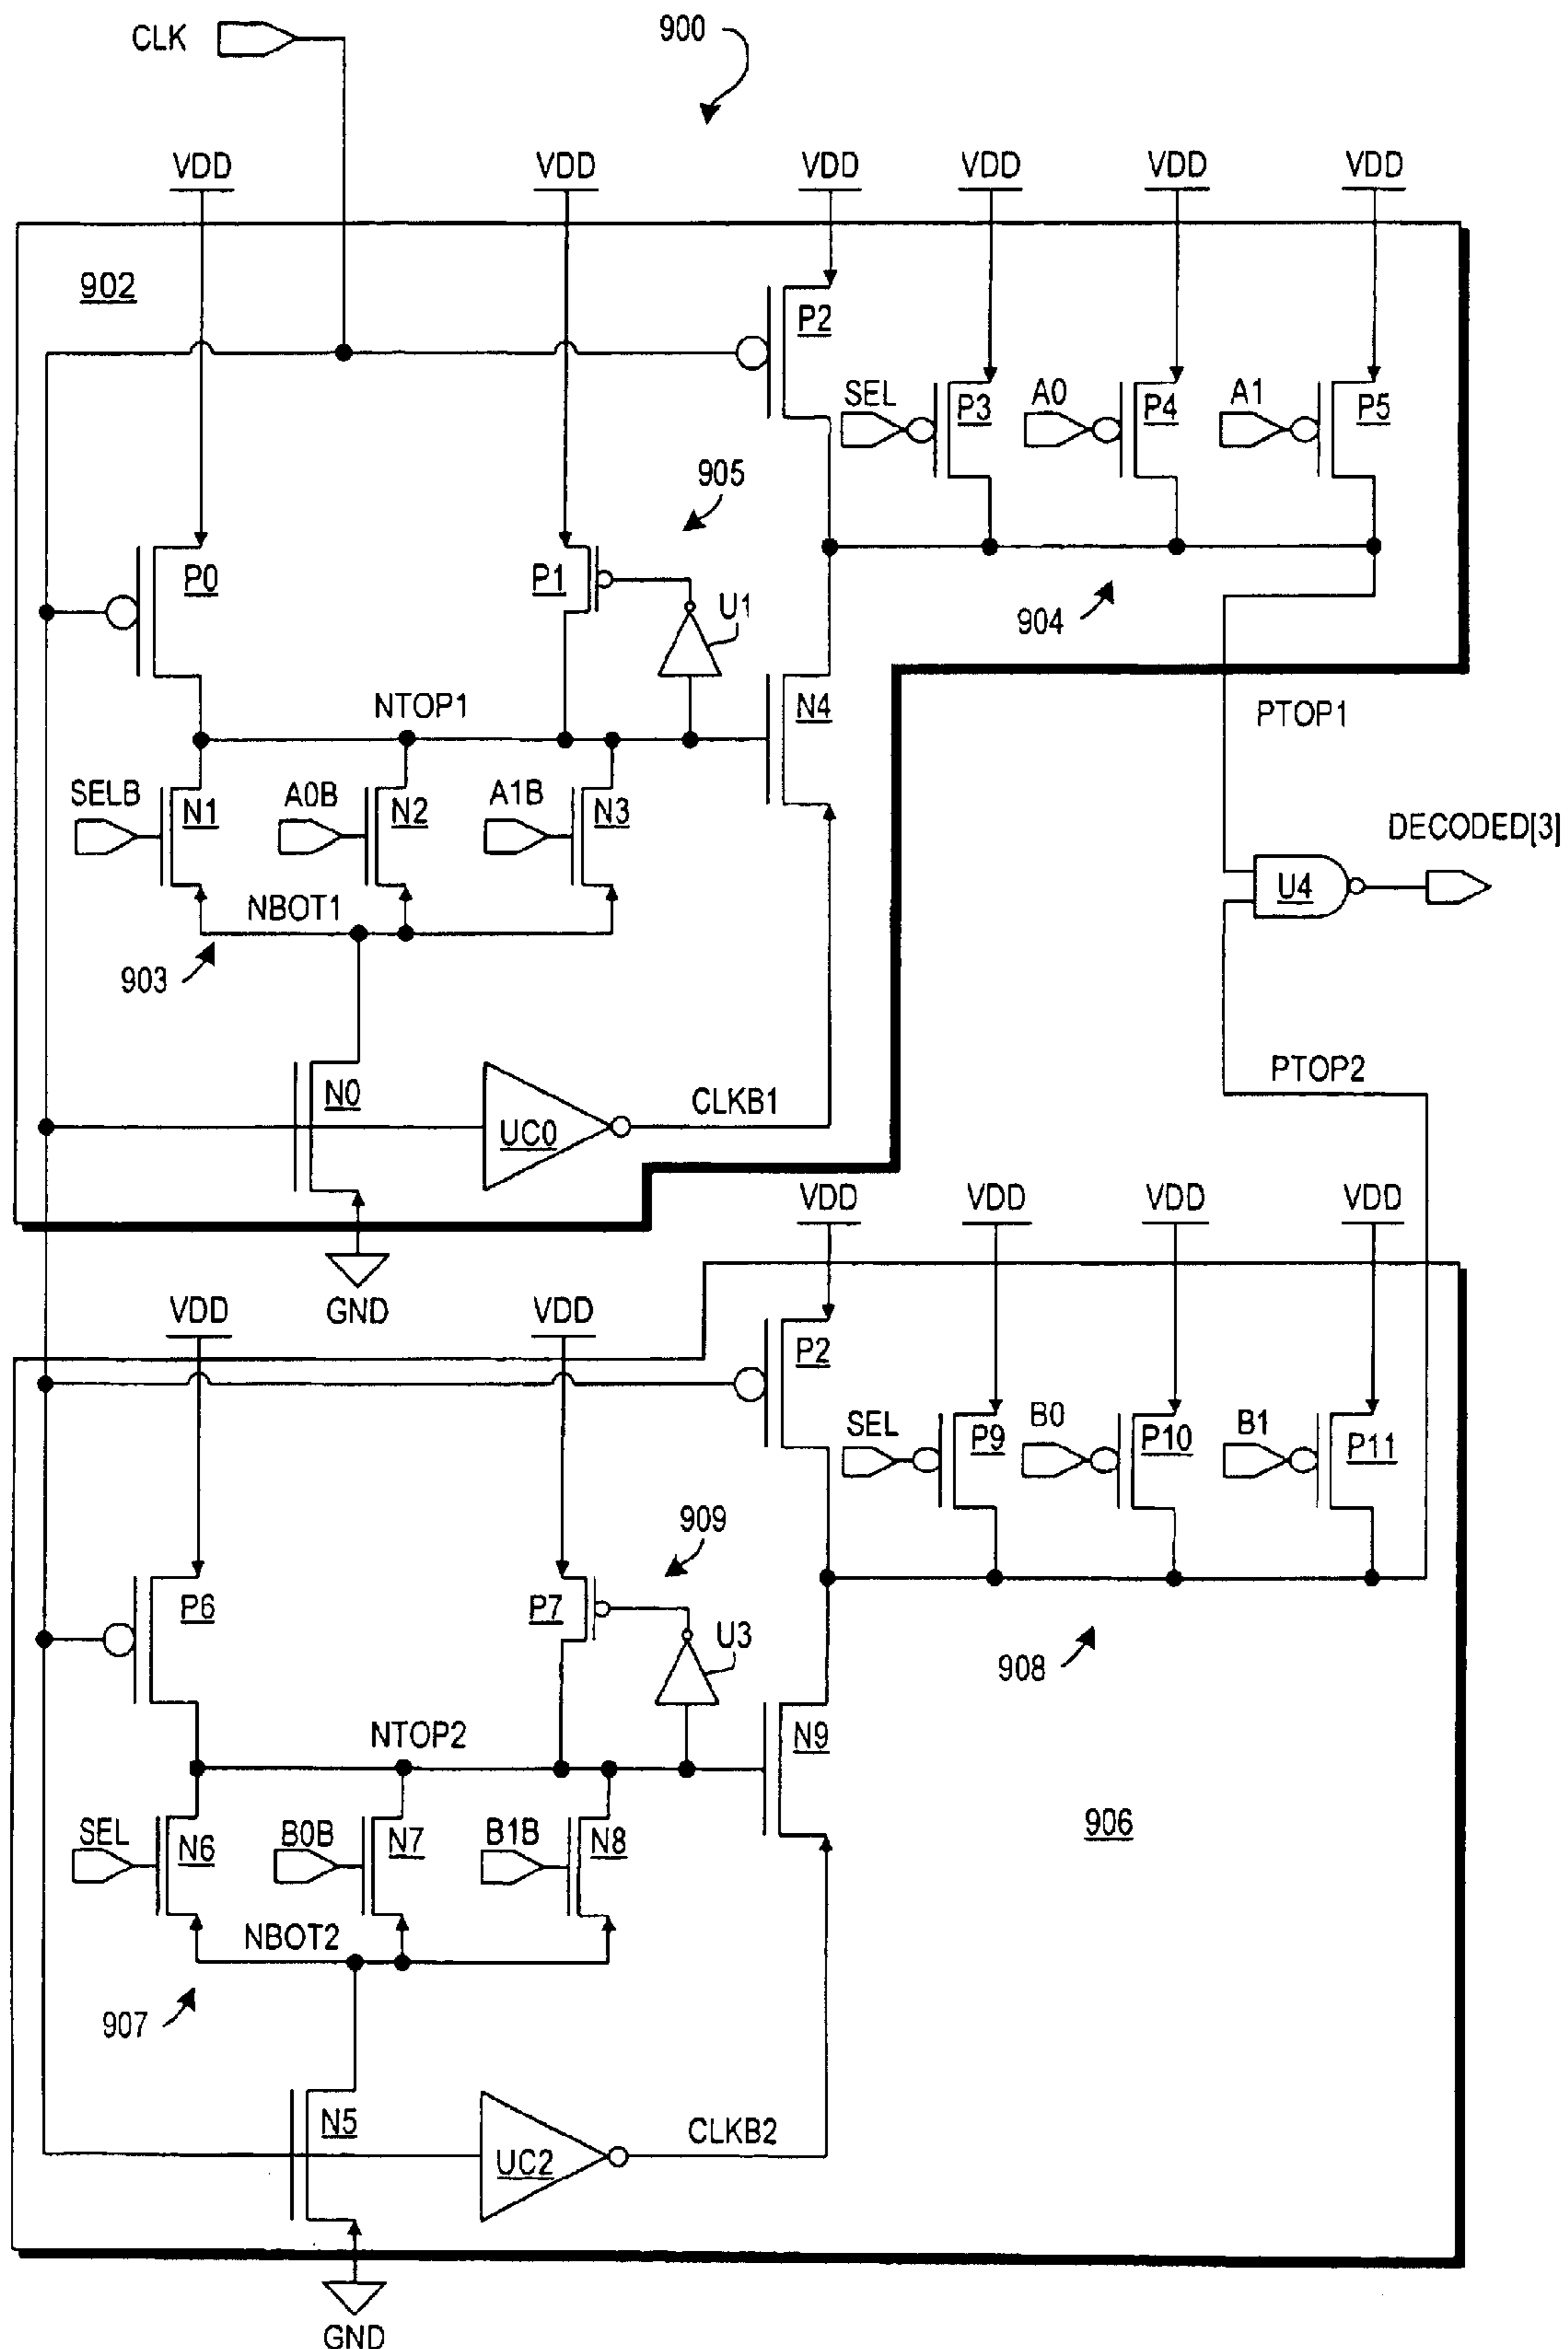 900
CLK
VDD VDD VDD VDD VDD VDD
902
P2
SEL P3 A0 P4 A1 P5
905
P0 P1 U1
904
NTOP1 N4 PTOP1
SELB N1 A0B N2 A1B N3
DECODED[3]
U4
NBOT1
903
PTOP2
N0 UC0 CLKB1
VDD VDD VDD VDD
GND
VDD VDD
P2
SEL P9 B0 P10 B1 P11
909
P6 P7 U3
908
NTOP2 N9
906
SEL N6 B0B N7 B1B N8
NBOT2
907
N5 UC2 CLKB2
GND